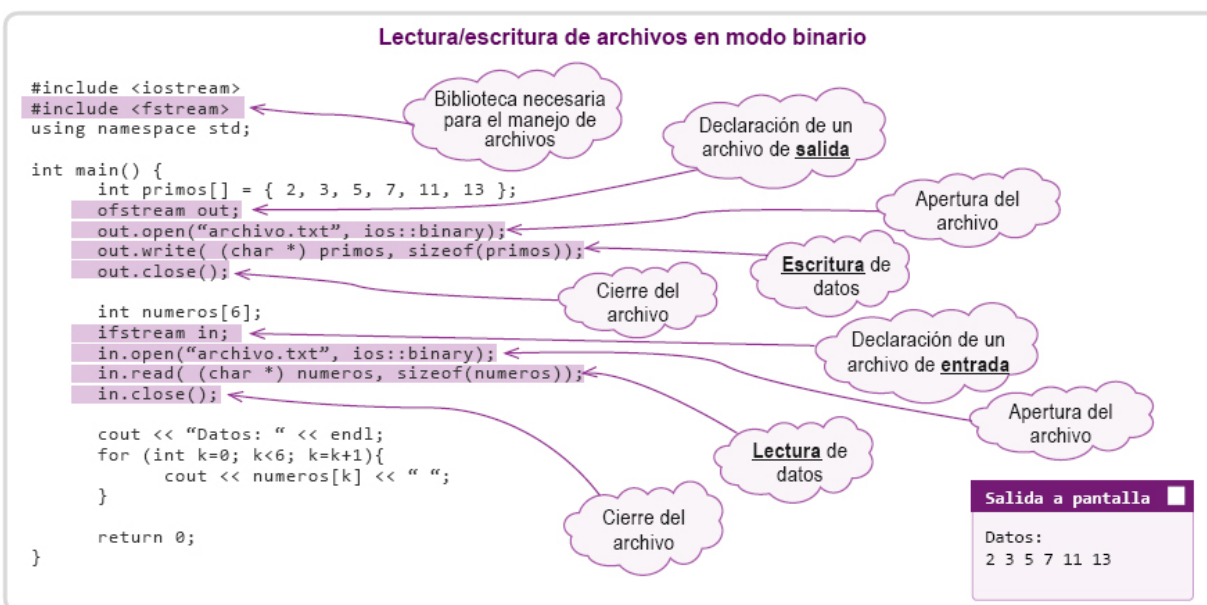 Lectura/escritura de archivos en modo binario
#include <iostream>
#include <fstream>
using namespace std;
int main() {
int primos[] = { 2, 3, 5, 7, 11, 13 };
ofstream out;
out.open(“archivo.txt”, ios::binary);
out.write( (char *) primos, sizeof(primos));
out.close();
int numeros[6];
ifstream in;
in.open(“archivo.txt”, ios::binary);
in.read( (char *) numeros, sizeof(numeros));
in.close();
cout << “Datos: “ << endl;
for (int k=0; k<6; k=k+1){
cout << numeros[k] << “ “;
}
return 0;
}
Biblioteca necesaria
para el manejo de
archivos
Declaración de un
archivo de salida
Apertura del
archivo
Escritura de
datos
Cierre del
archivo
Declaración de un
archivo de entrada
Apertura del
archivo
Lectura de
datos
Cierre del
archivo
Salida a pantalla
Datos:
2 3 5 7 11 13